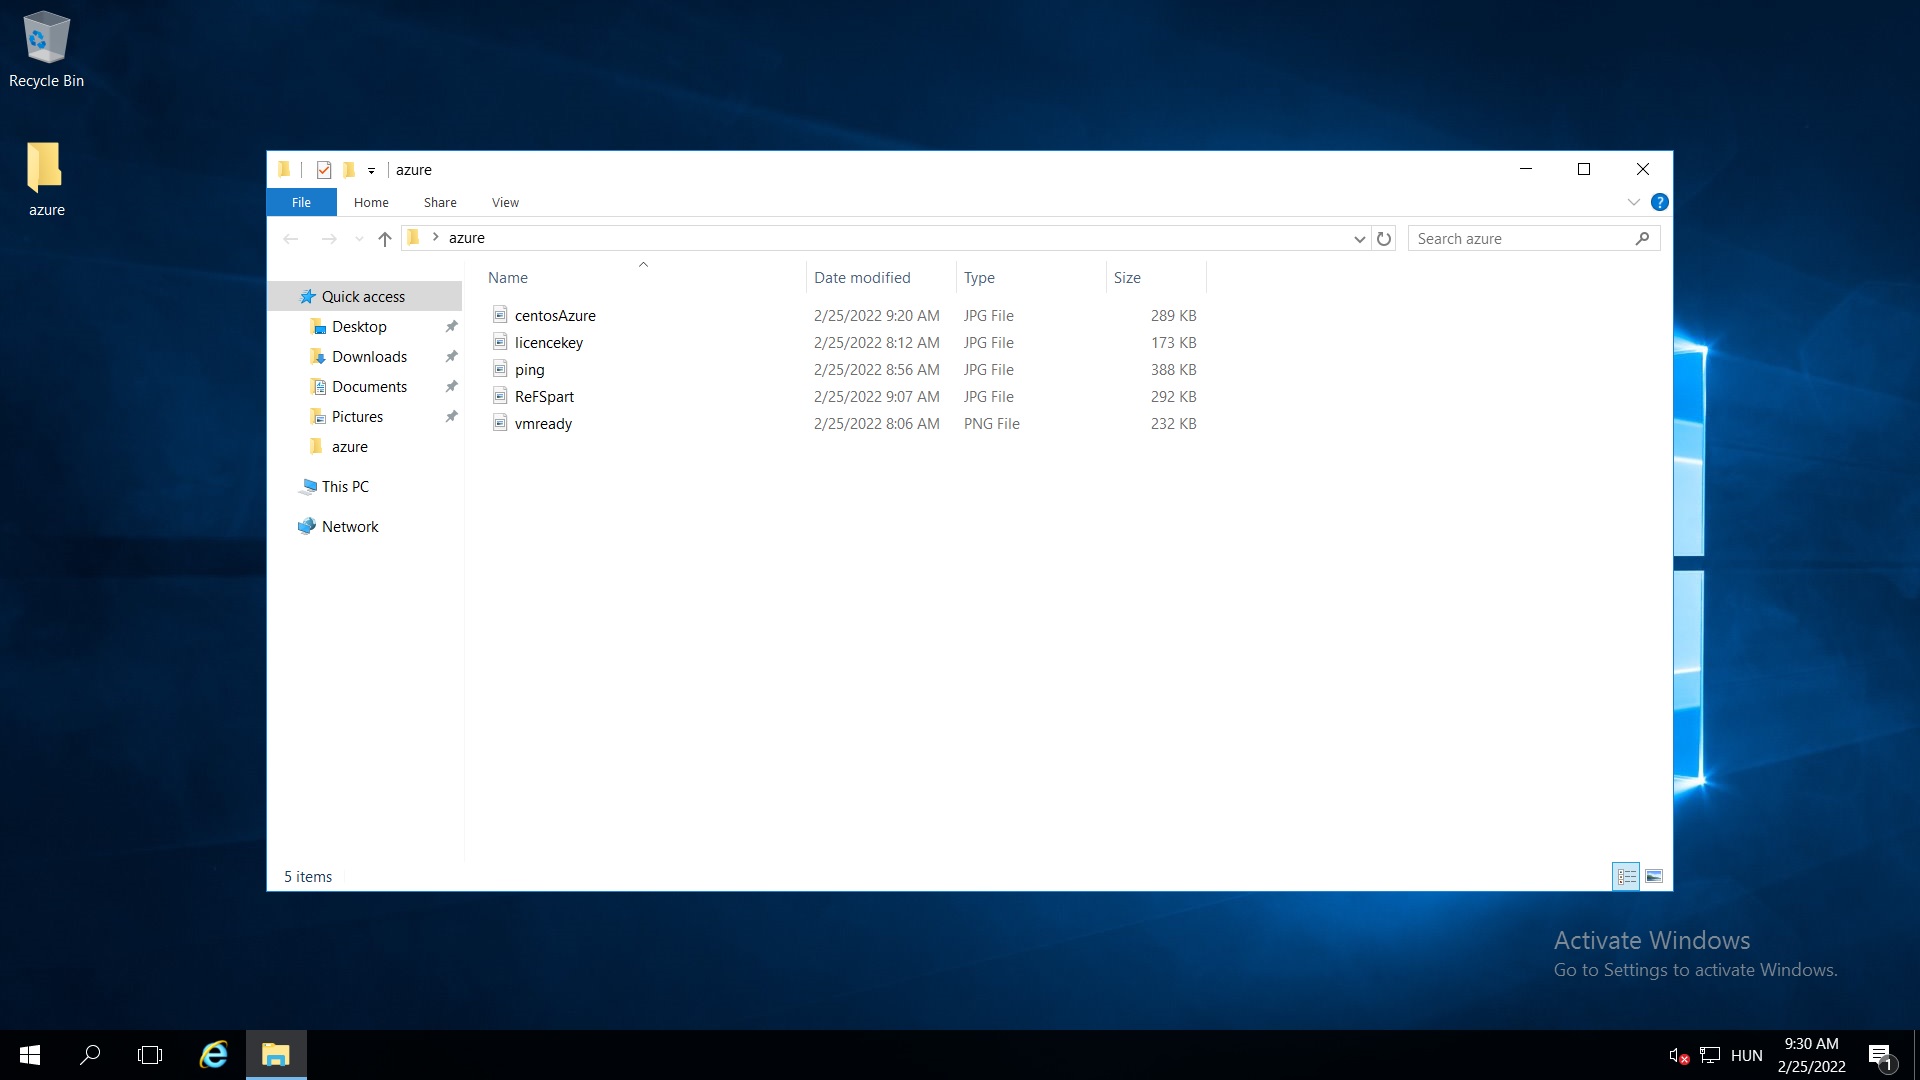 Recycle Bin
azure
azure
File Home Share View
azure
Search azure
Name Date modified Type Size
Quick access
Desktop
Downloads
Documents
Pictures
azure
This PC
Network
centosAzure 2/25/2022 9:20 AM JPG File 289 KB
licencekey 2/25/2022 8:12 AM JPG File 173 KB
ping 2/25/2022 8:56 AM JPG File 388 KB
ReFSpart 2/25/2022 9:07 AM JPG File 292 KB
vmready 2/25/2022 8:06 AM PNG File 232 KB
5 items
Activate Windows
Go to Settings to activate Windows.
HUN
9:30 AM
2/25/2022
1